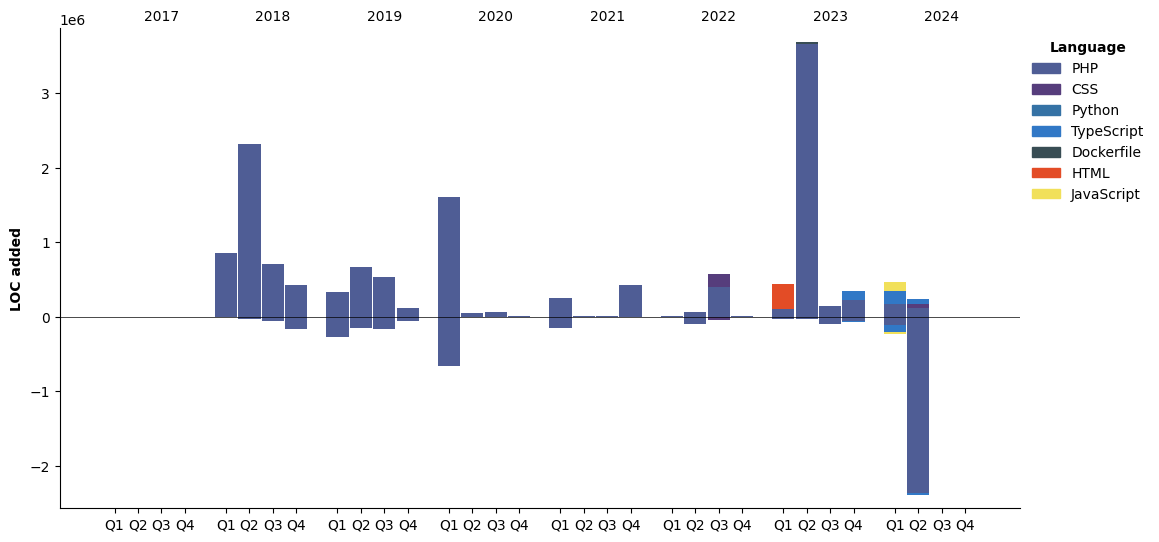 1e6
2017 2018 2019 2020 2021 2022 2023 2024
LOC added
3
2
1
0
−1
−2
Q1 Q2 Q3 Q4 Q1 Q2 Q3 Q4 Q1 Q2 Q3 Q4 Q1 Q2 Q3 Q4 Q1 Q2 Q3 Q4 Q1 Q2 Q3 Q4 Q1 Q2 Q3 Q4 Q1 Q2 Q3 Q4
Language
PHP
CSS
Python
TypeScript
Dockerfile
HTML
JavaScript